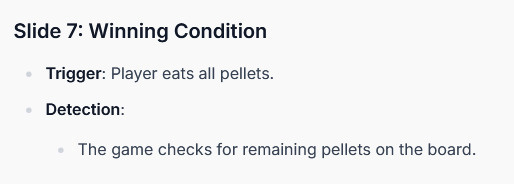 Slide 7: Winning Condition
Trigger: Player eats all pellets.
Detection:
The game checks for remaining pellets on the board.